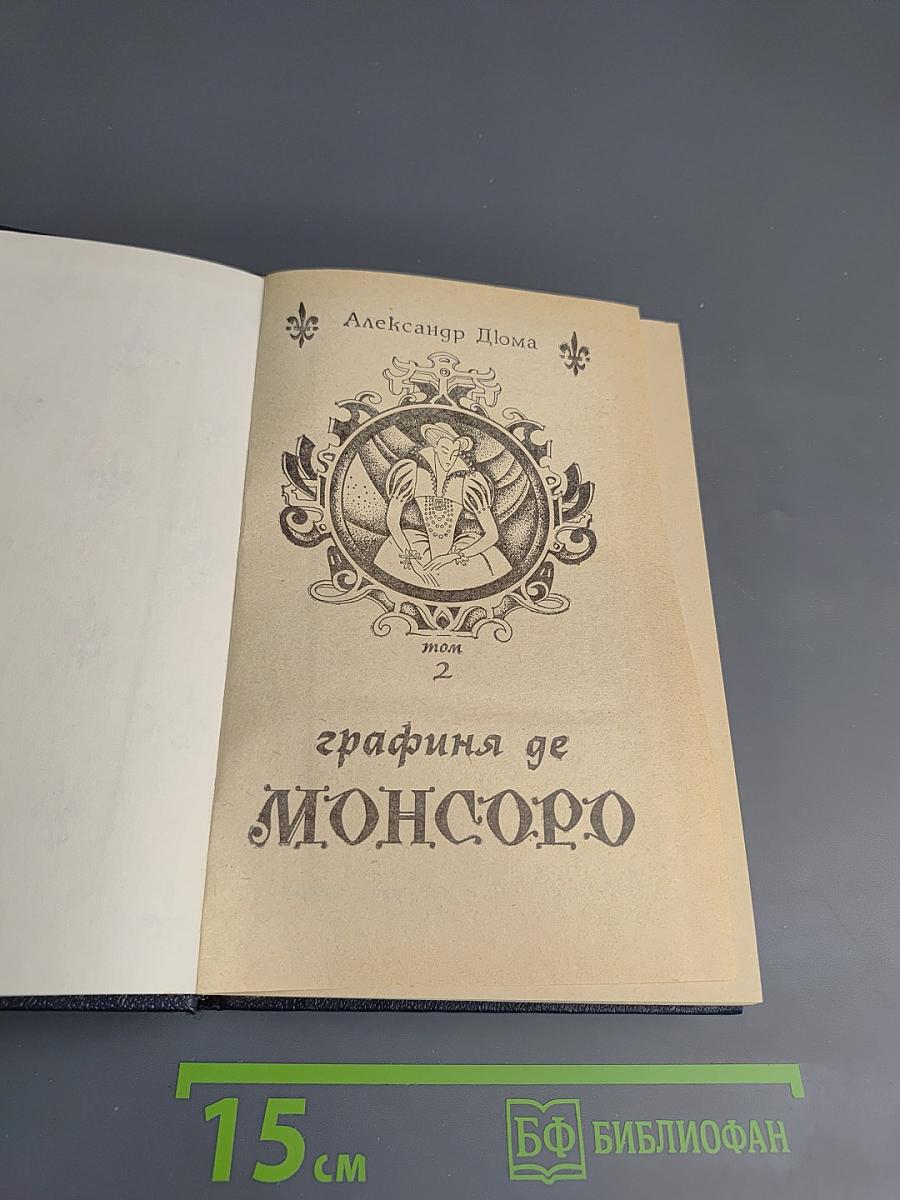 Александр Дюма
том
2
графиня де
МОНСОРО
15 см
БФ БИБЛИОФАН